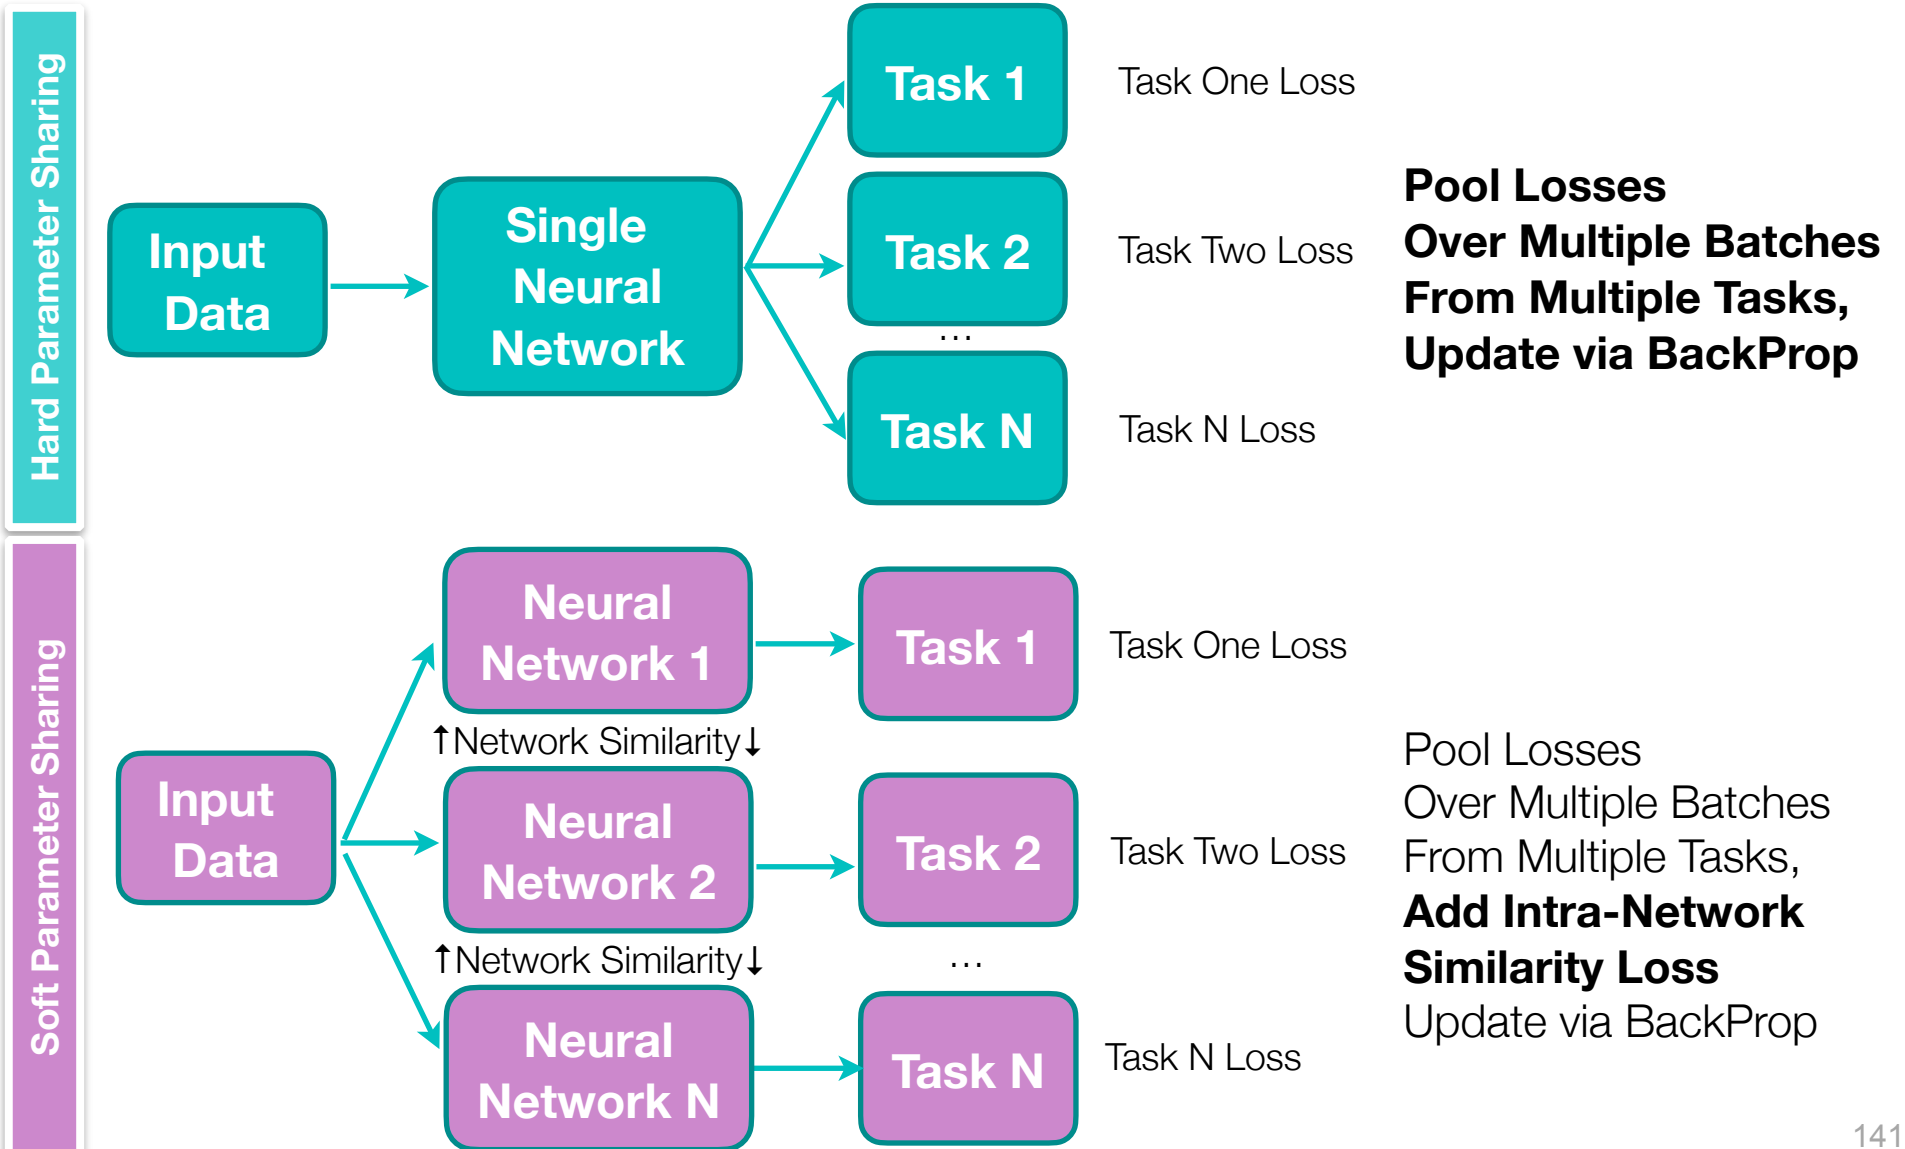 Hard Parameter Sharing
Input
Data
Single
Neural
Network
Task 1
Task 2
...
Task N
Task One Loss
Task Two Loss
Task N Loss
Pool Losses
Over Multiple Batches
From Multiple Tasks,
Update via BackProp
Soft Parameter Sharing
Input
Data
Neural
Network 1
↑Network Similarity↓
Neural
Network 2
↑Network Similarity↓
Neural
Network N
Task 1
Task 2
...
Task N
Task One Loss
Task Two Loss
Task N Loss
Pool Losses
Over Multiple Batches
From Multiple Tasks,
Add Intra-Network
Similarity Loss
Update via BackProp
141